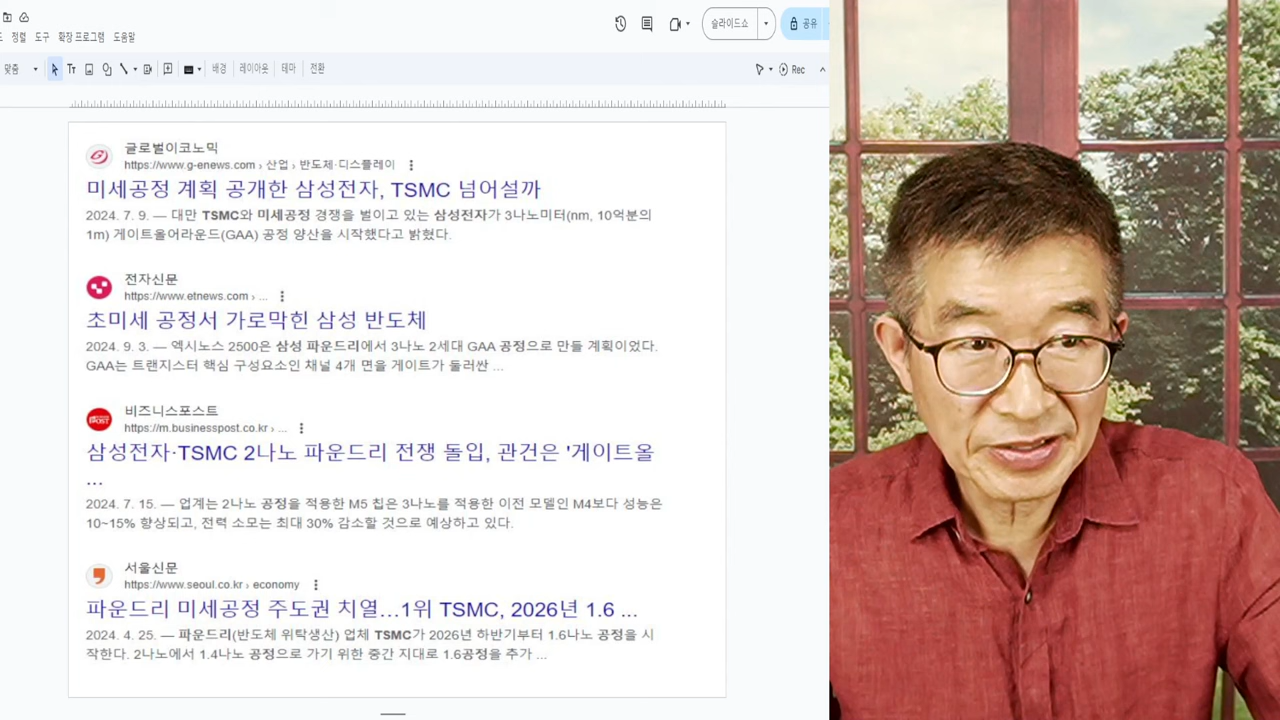 정렬 도구 확장 프로그램 도움말
슬라이드쇼
공유
맞춤
Tт
배경 레이아웃 테마 전환
Rec
글로벌이코노믹
https://www.g-enews.com › 산업 › 반도체·디스플레이
미세공정 계획 공개한 삼성전자, TSMC 넘어설까
2024. 7. 9. — 대만 TSMC와 미세공정 경쟁을 벌이고 있는 삼성전자가 3나노미터(nm, 10억분의
1m) 게이트올어라운드(GAA) 공정 양산을 시작했다고 밝혔다.
전자신문
https://www.etnews.com › ...
초미세 공정서 가로막힌 삼성 반도체
2024. 9. 3. — 엑시노스 2500은 삼성 파운드리에서 3나노 2세대 GAA 공정으로 만들 계획이었다.
GAA는 트랜지스터 핵심 구성요소인 채널 4개 면을 게이트가 둘러싼 ...
비즈니스포스트
https://m.businesspost.co.kr › ...
삼성전자·TSMC 2나노 파운드리 전쟁 돌입, 관건은 '게이트올
...
2024. 7. 15. — 업계는 2나노 공정을 적용한 M5 칩은 3나노를 적용한 이전 모델인 M4보다 성능은
10~15% 향상되고, 전력 소모는 최대 30% 감소할 것으로 예상하고 있다.
서울신문
https://www.seoul.co.kr › economy
파운드리 미세공정 주도권 치열…1위 TSMC, 2026년 1.6 ...
2024. 4. 25. — 파운드리(반도체 위탁생산) 업체 TSMC가 2026년 하반기부터 1.6나노 공정을 시
작한다. 2나노에서 1.4나노 공정으로 가기 위한 중간 지대로 1.6공정을 추가 ...